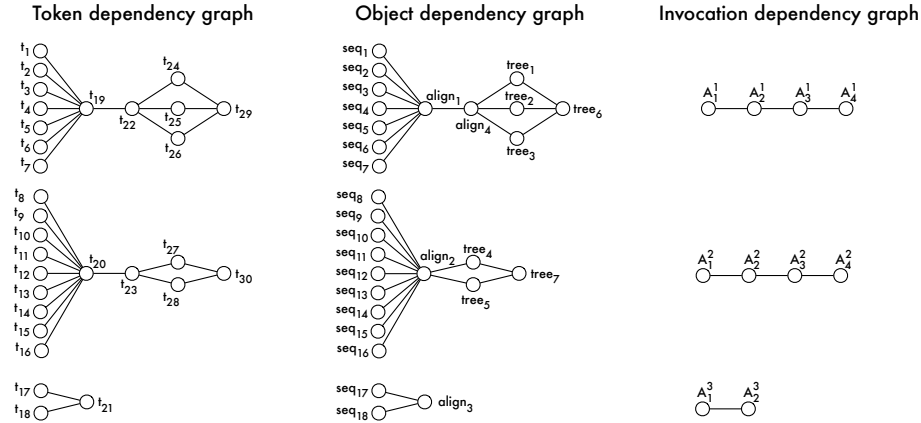 Token dependency graph
Object dependency graph
Invocation dependency graph
t1
t2
t3
t4
t5
t6
t7
t19
t22
t24
t25
t26
t29
seq1
seq2
seq3
seq4
seq5
seq6
seq7
align1
align4
tree1
tree2
tree3
tree6
A¹₁
A¹₂
A¹₃
A¹₄
t8
t9
t10
t11
t12
t13
t14
t15
t16
t20
t23
t27
t28
t30
seq8
seq9
seq10
seq11
seq12
seq13
seq14
seq15
seq16
align2
tree4
tree5
tree7
A²₁
A²₂
A²₃
A²₄
t17
t18
t21
seq17
seq18
align3
A³₁
A³₂